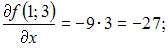 ∂f(1;3)/∂x = −9·3 = −27;